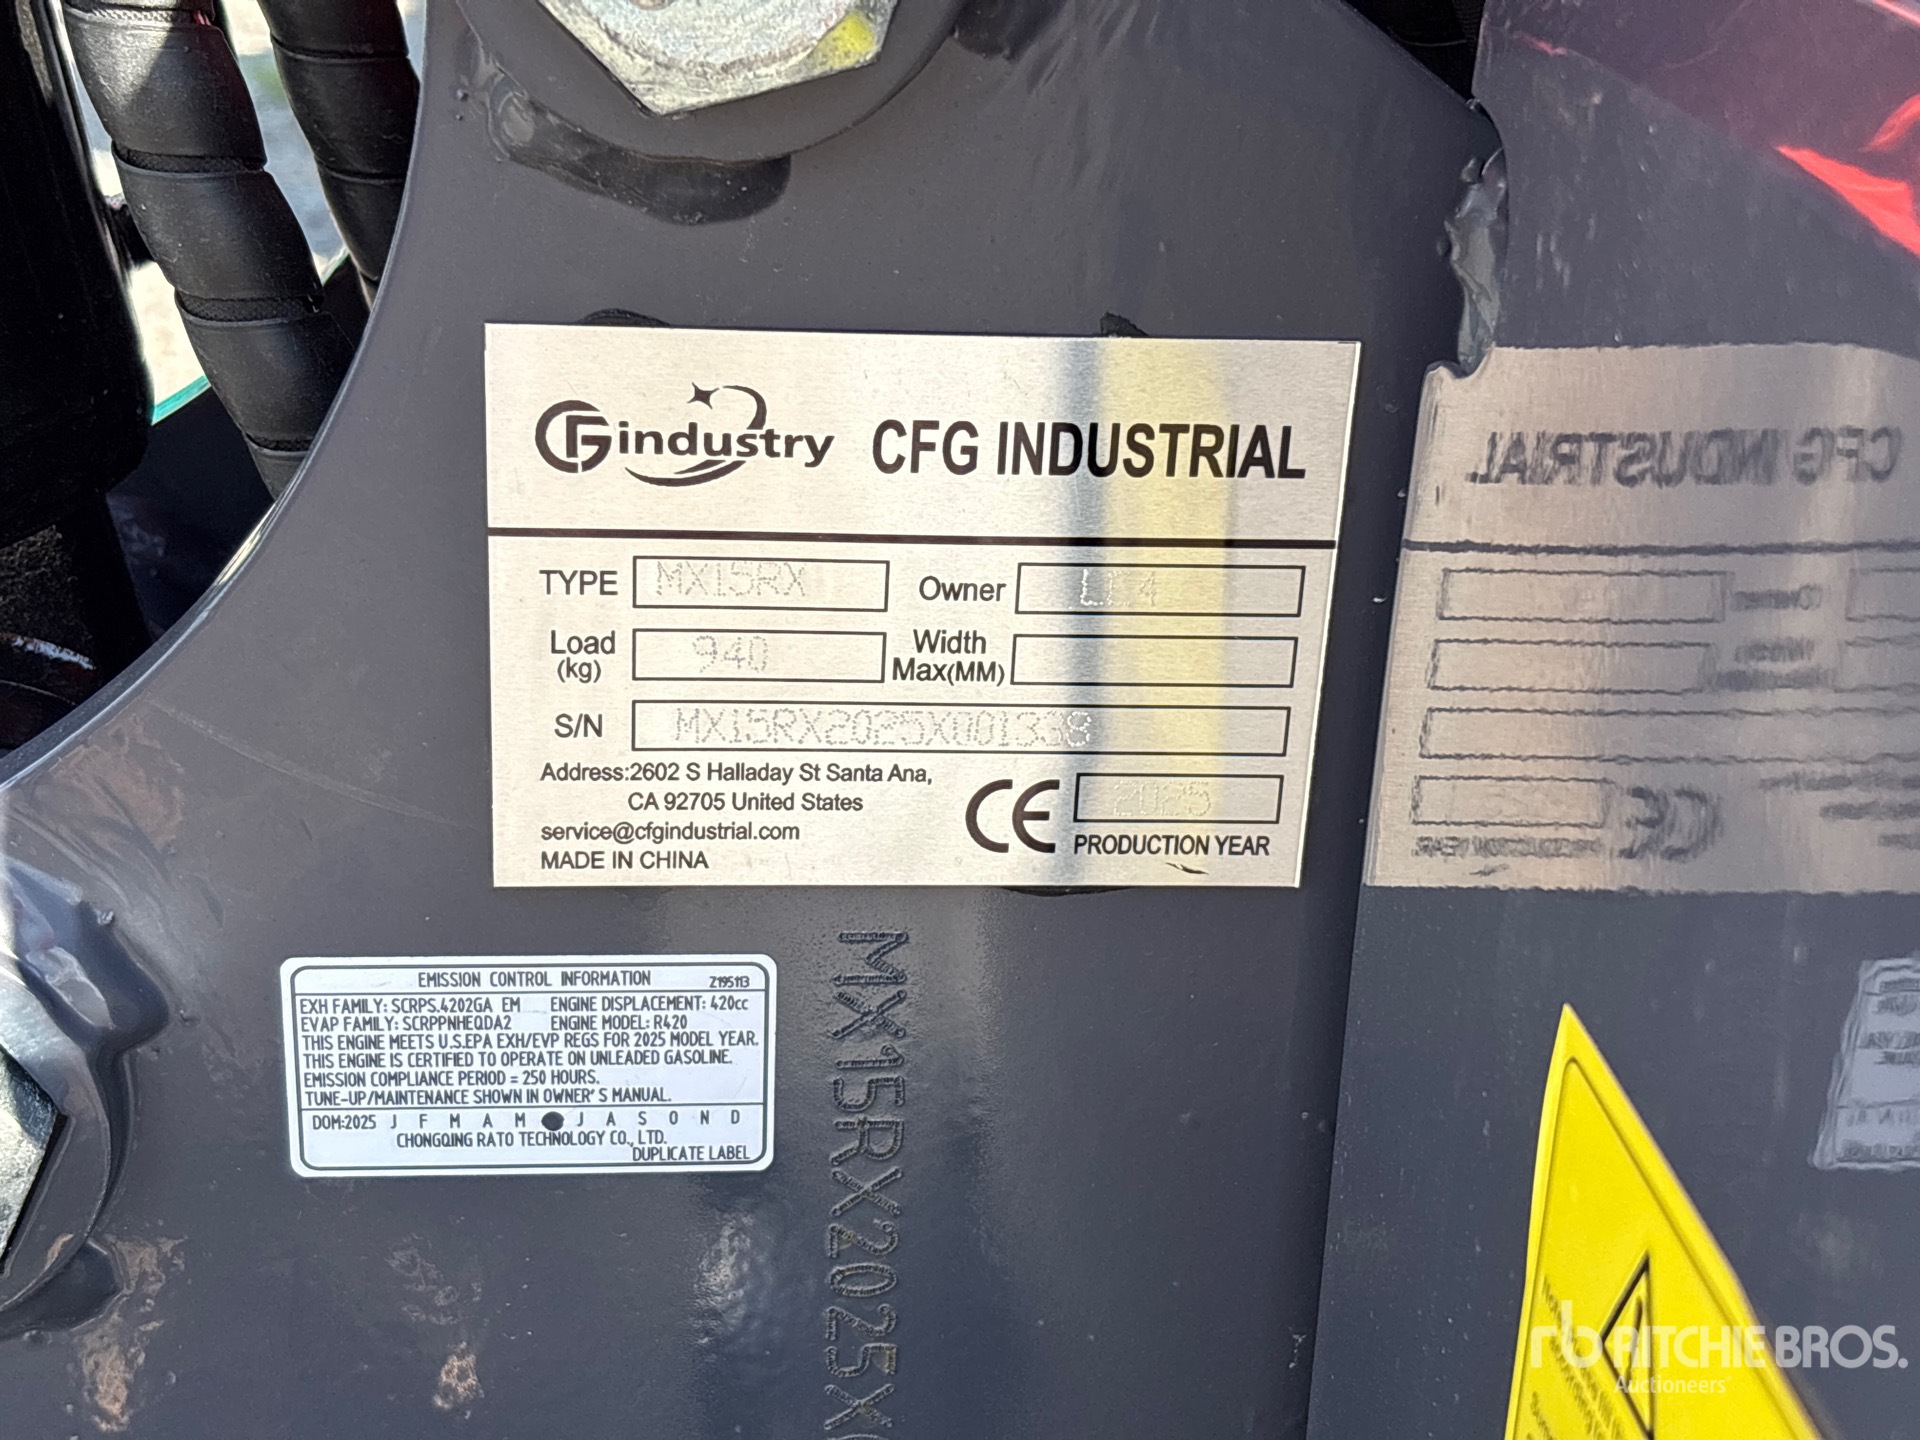 CFG industry CFG INDUSTRIAL
TYPE MX15RX Owner
Load (kg) 940 Width Max(MM)
S/N MX15RX2025X001338
Address:2602 S Halladay St Santa Ana,
CA 92705 United States
service@cfgindustrial.com
MADE IN CHINA
CE 2025
PRODUCTION YEAR
EMISSION CONTROL INFORMATION Z195113
EXH FAMILY: SCRPS.4202GA EM ENGINE DISPLACEMENT: 420cc
EVAP FAMILY: SCRPPNHEQDA2 ENGINE MODEL: R420
THIS ENGINE MEETS U.S.EPA EXH/EVP REGS FOR 2025 MODEL YEAR.
THIS ENGINE IS CERTIFIED TO OPERATE ON UNLEADED GASOLINE.
EMISSION COMPLIANCE PERIOD = 250 HOURS.
TUNE-UP/MAINTENANCE SHOWN IN OWNER'S MANUAL.
DOM:2025 J F M A M J A S O N D
CHONGQING RATO TECHNOLOGY CO., LTD.
DUPLICATE LABEL
MX15RX2025X
rb RITCHIE BROS.
Auctioneers